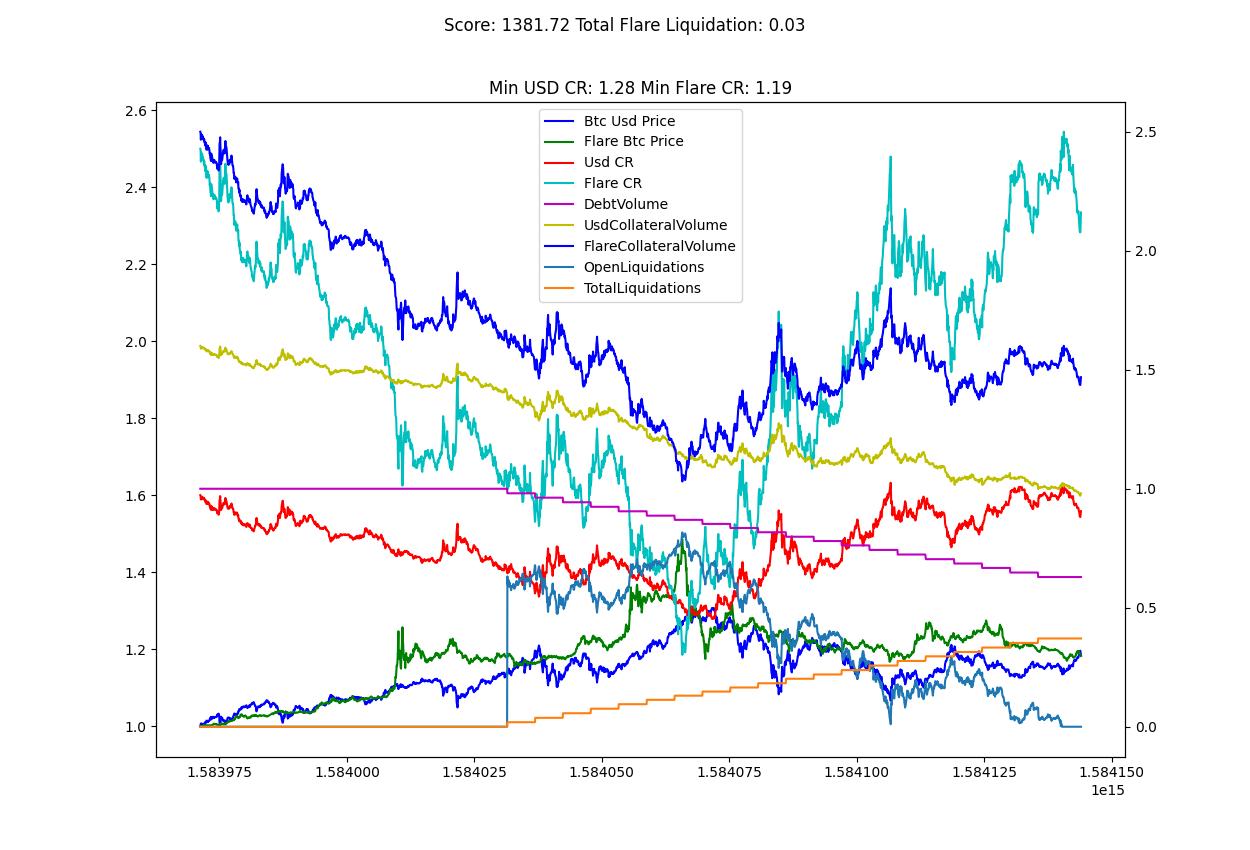 Score: 1381.72 Total Flare Liquidation: 0.03
Min USD CR: 1.28 Min Flare CR: 1.19
2.6
2.4
2.2
2.0
1.8
1.6
1.4
1.2
1.0
Btc Usd Price
Flare Btc Price
Usd CR
Flare CR
DebtVolume
UsdCollateralVolume
FlareCollateralVolume
OpenLiquidations
TotalLiquidations
2.5
2.0
1.5
1.0
0.5
0.0
1.583975 1.584000 1.584025 1.584050 1.584075 1.584100 1.584125 1.584150
1e15